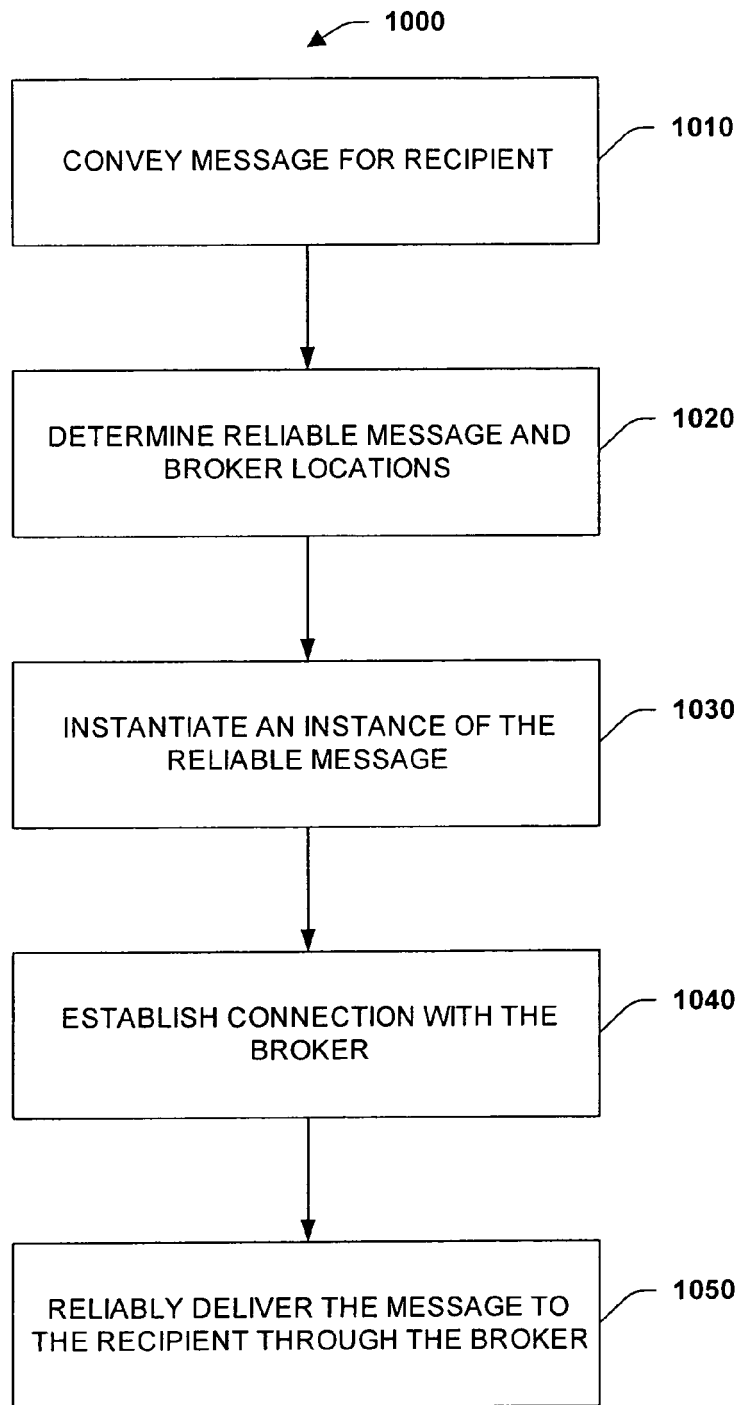 1000
CONVEY MESSAGE FOR RECIPIENT
1010
DETERMINE RELIABLE MESSAGE AND
BROKER LOCATIONS
1020
INSTANTIATE AN INSTANCE OF THE
RELIABLE MESSAGE
1030
ESTABLISH CONNECTION WITH THE
BROKER
1040
RELIABLY DELIVER THE MESSAGE TO
THE RECIPIENT THROUGH THE BROKER
1050